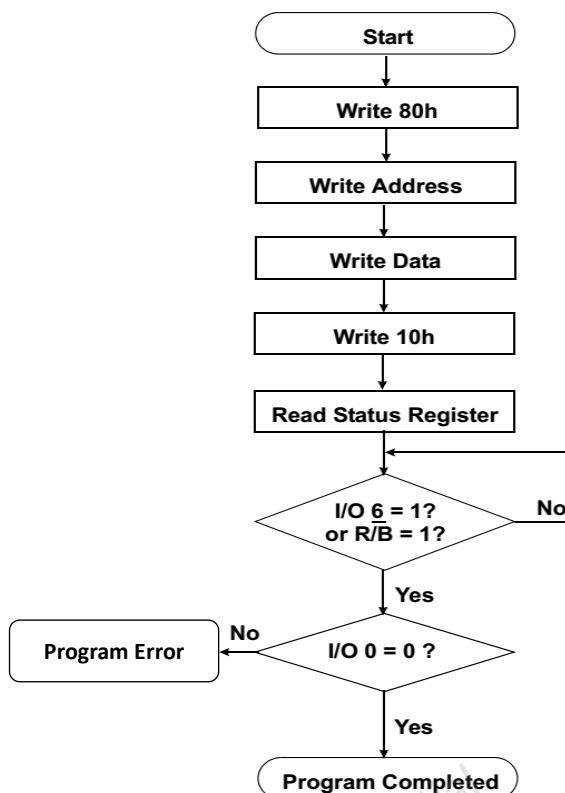 Start
Write 80h
Write Address
Write Data
Write 10h
Read Status Register
I/O 6 = 1?
or R/B̅ = 1?
No
Yes
No
Program Error
I/O 0 = 0 ?
Yes
Program Completed